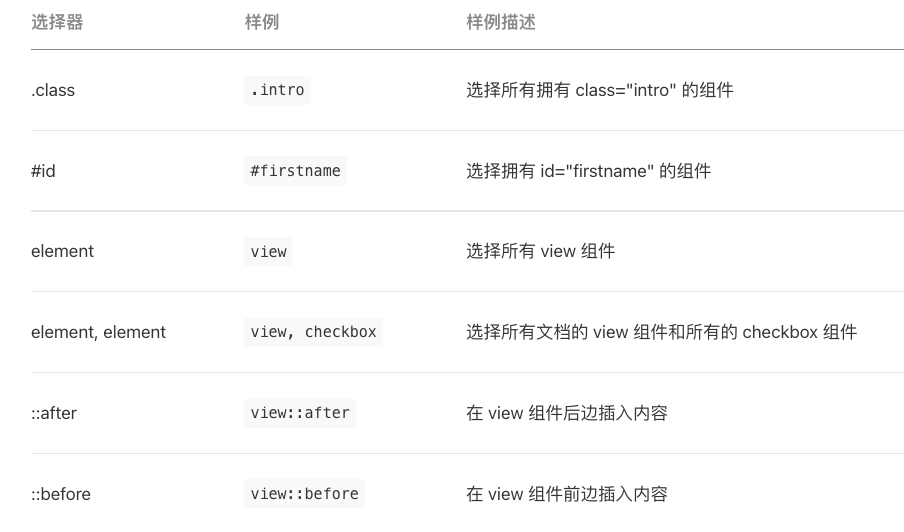 选择器 样例 样例描述
.class .intro 选择所有拥有 class="intro" 的组件
#id #firstname 选择拥有 id="firstname" 的组件
element view 选择所有 view 组件
element, element view, checkbox 选择所有文档的 view 组件和所有的 checkbox 组件
::after view::after 在 view 组件后边插入内容
::before view::before 在 view 组件前边插入内容